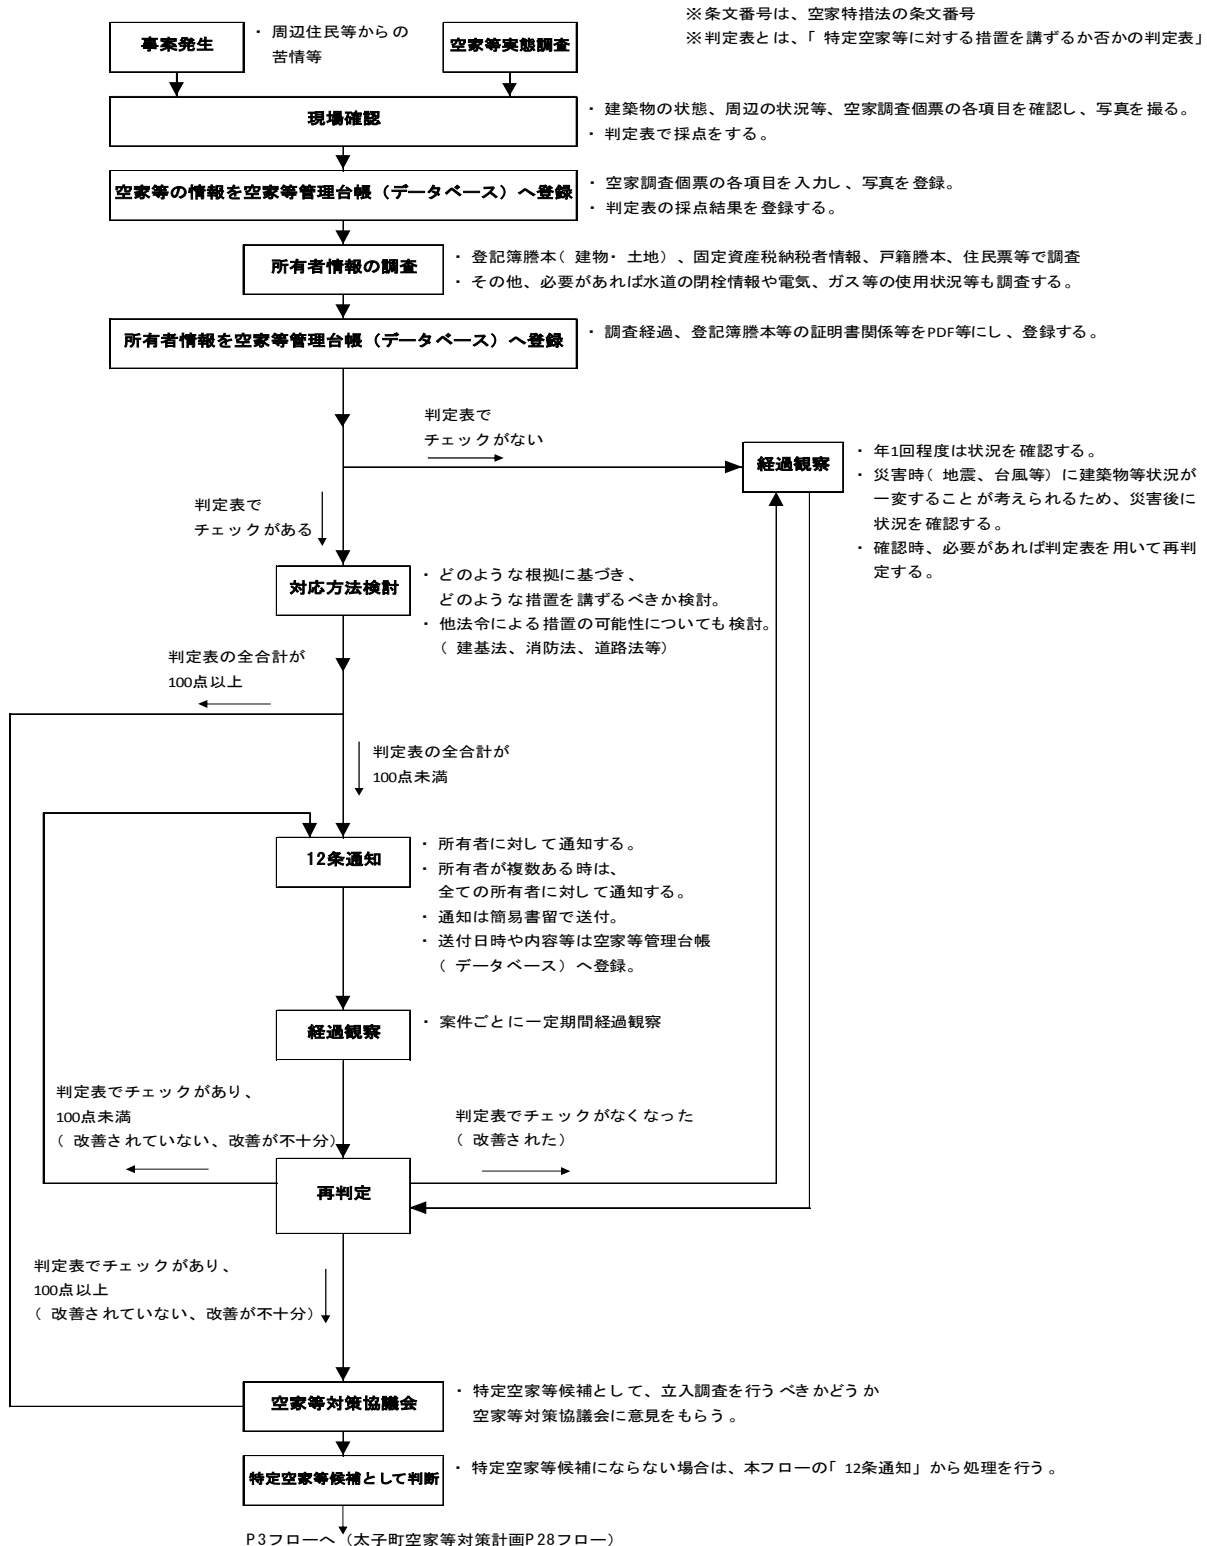 ※条文番号は、空家特措法の条文番号
※判定表とは、「特定空家等に対する措置を講ずるか否かの判定表」
事案発生
・ 周辺住民等からの
苦情等
空家等実態調査
現場確認
・ 建築物の状態、周辺の状況等、空家調査個票の各項目を確認し、写真を撮る。
・ 判定表で採点をする。
空家等の情報を空家等管理台帳（データベース）へ登録
・ 空家調査個票の各項目を入力し、写真を登録。
・ 判定表の採点結果を登録する。
所有者情報の調査
・ 登記簿謄本（建物・土地）、固定資産税納税者情報、戸籍謄本、住民票等で調査
・ その他、必要があれば水道の閉栓情報や電気、ガス等の使用状況等も調査する。
所有者情報を空家等管理台帳（データベース）へ登録
・ 調査経過、登記簿謄本等の証明書関係等をPDF等にし、登録する。
判定表で
チェックがない
経過観察
・ 年1回程度は状況を確認する。
・ 災害時（地震、台風等）に建築物等状況が
一変することが考えられるため、災害後に
状況を確認する。
・ 確認時、必要があれば判定表を用いて再判
定する。
判定表で
チェックがある
対応方法検討
・ どのような根拠に基づき、
どのような措置を講ずるべきか検討。
・ 他法令による措置の可能性についても検討。
（建基法、消防法、道路法等）
判定表の全合計が
100点以上
判定表の全合計が
100点未満
12条通知
・ 所有者に対して通知する。
・ 所有者が複数ある時は、
全ての所有者に対して通知する。
・ 通知は簡易書留で送付。
・ 送付日時や内容等は空家等管理台帳
（データベース）へ登録。
経過観察
・ 案件ごとに一定期間経過観察
判定表でチェックがあり、
100点未満
（改善されていない、改善が不十分）
判定表でチェックがなくなった
（改善された）
再判定
判定表でチェックがあり、
100点以上
（改善されていない、改善が不十分）
空家等対策協議会
・ 特定空家等候補として、立入調査を行うべきかどうか
空家等対策協議会に意見をもらう。
特定空家等候補として判断
・ 特定空家等候補にならない場合は、本フローの「12条通知」から処理を行う。
P3フローへ（太子町空家等対策計画P28フロー）